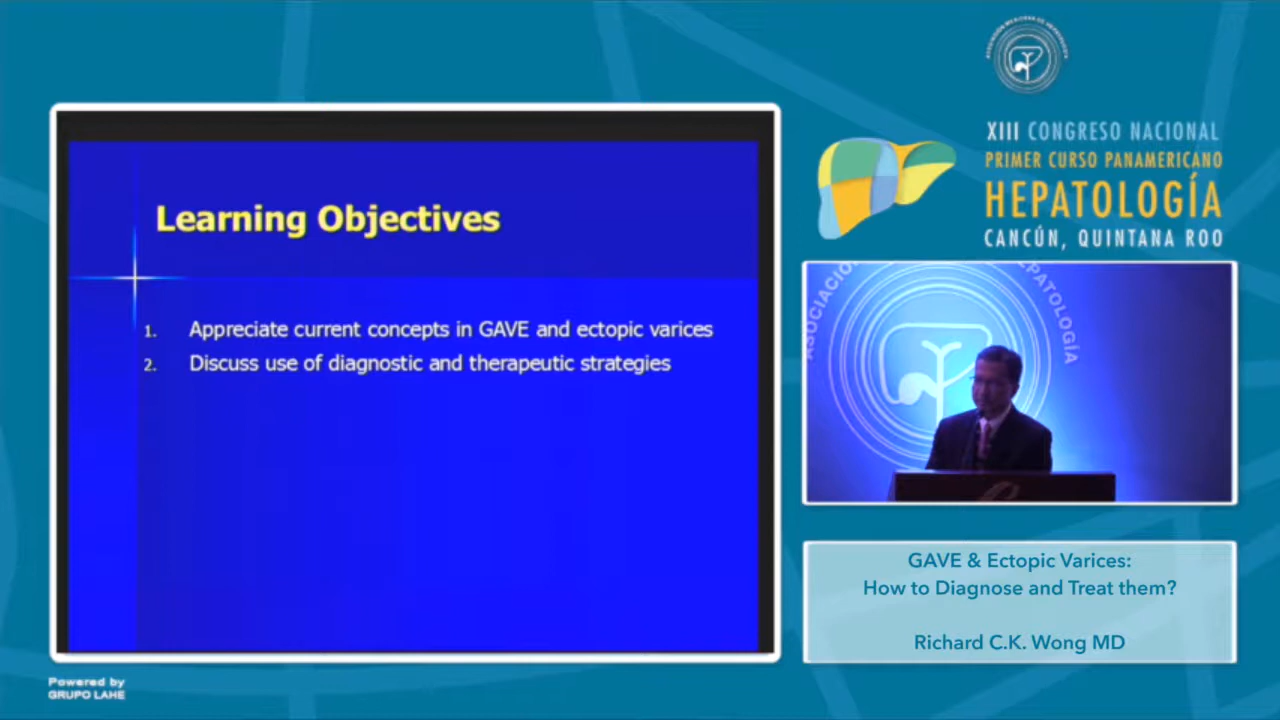 Learning Objectives
1. Appreciate current concepts in GAVE and ectopic varices
2. Discuss use of diagnostic and therapeutic strategies
XIII CONGRESO NACIONAL
PRIMER CURSO PANAMERICANO
HEPATOLOGÍA
CANCÚN, QUINTANA ROO
GAVE & Ectopic Varices:
How to Diagnose and Treat them?
Richard C.K. Wong MD
Powered by
GRUPO LAHE